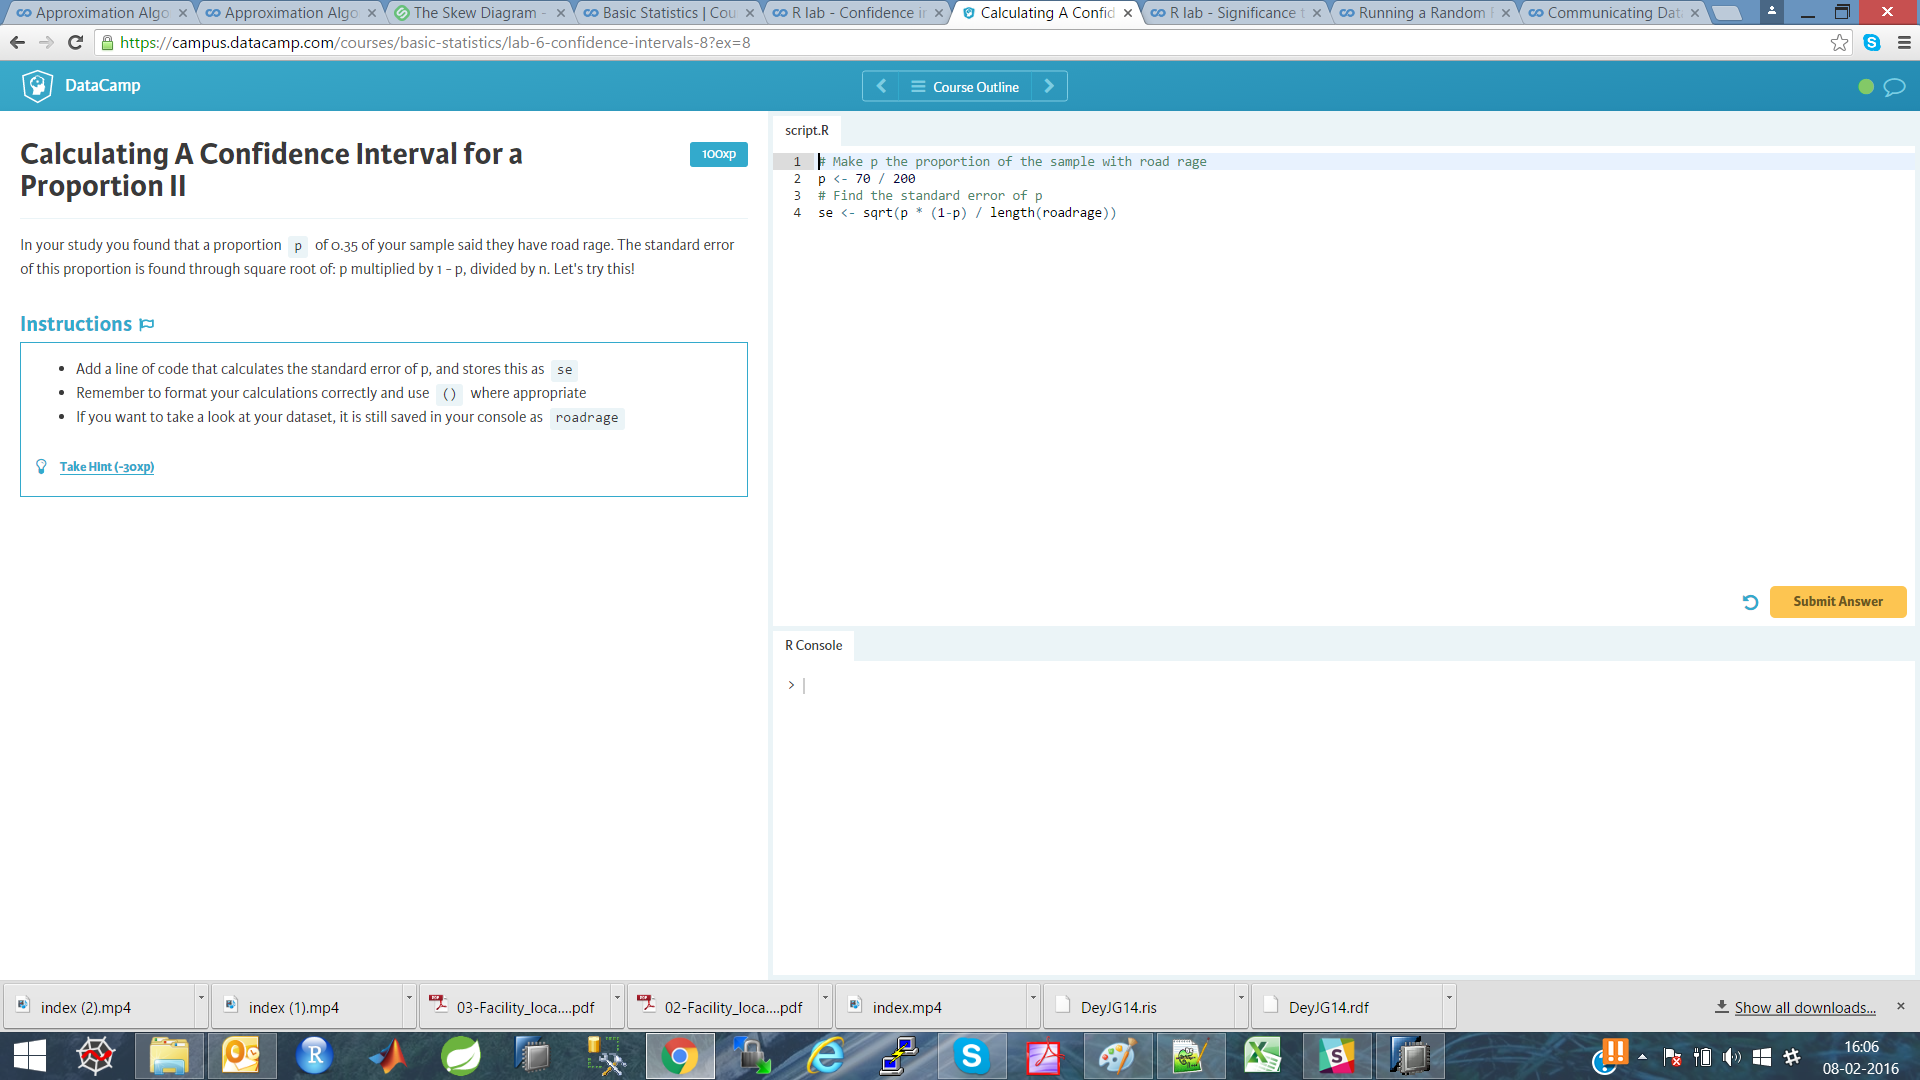 Approximation Algo
Approximation Algo
The Skew Diagram -
Basic Statistics | Cou
R lab - Confidence in
Calculating A Confid
R lab - Significance t
Running a Random F
Communicating Data
https://campus.datacamp.com/courses/basic-statistics/lab-6-confidence-intervals-8?ex=8
DataCamp
Course Outline
Calculating A Confidence Interval for a
Proportion II
100xp
In your study you found that a proportion p of 0.35 of your sample said they have road rage. The standard error
of this proportion is found through square root of: p multiplied by 1 - p, divided by n. Let's try this!
Instructions
Add a line of code that calculates the standard error of p, and stores this as se
Remember to format your calculations correctly and use () where appropriate
If you want to take a look at your dataset, it is still saved in your console as roadrage
Take Hint (-30xp)
script.R
1 # Make p the proportion of the sample with road rage
2 p <- 70 / 200
3 # Find the standard error of p
4 se <- sqrt(p * (1-p) / length(roadrage))
Submit Answer
R Console
>
index (2).mp4
index (1).mp4
03-Facility_loca....pdf
02-Facility_loca....pdf
index.mp4
DeyJG14.ris
DeyJG14.rdf
Show all downloads...
16:06
08-02-2016